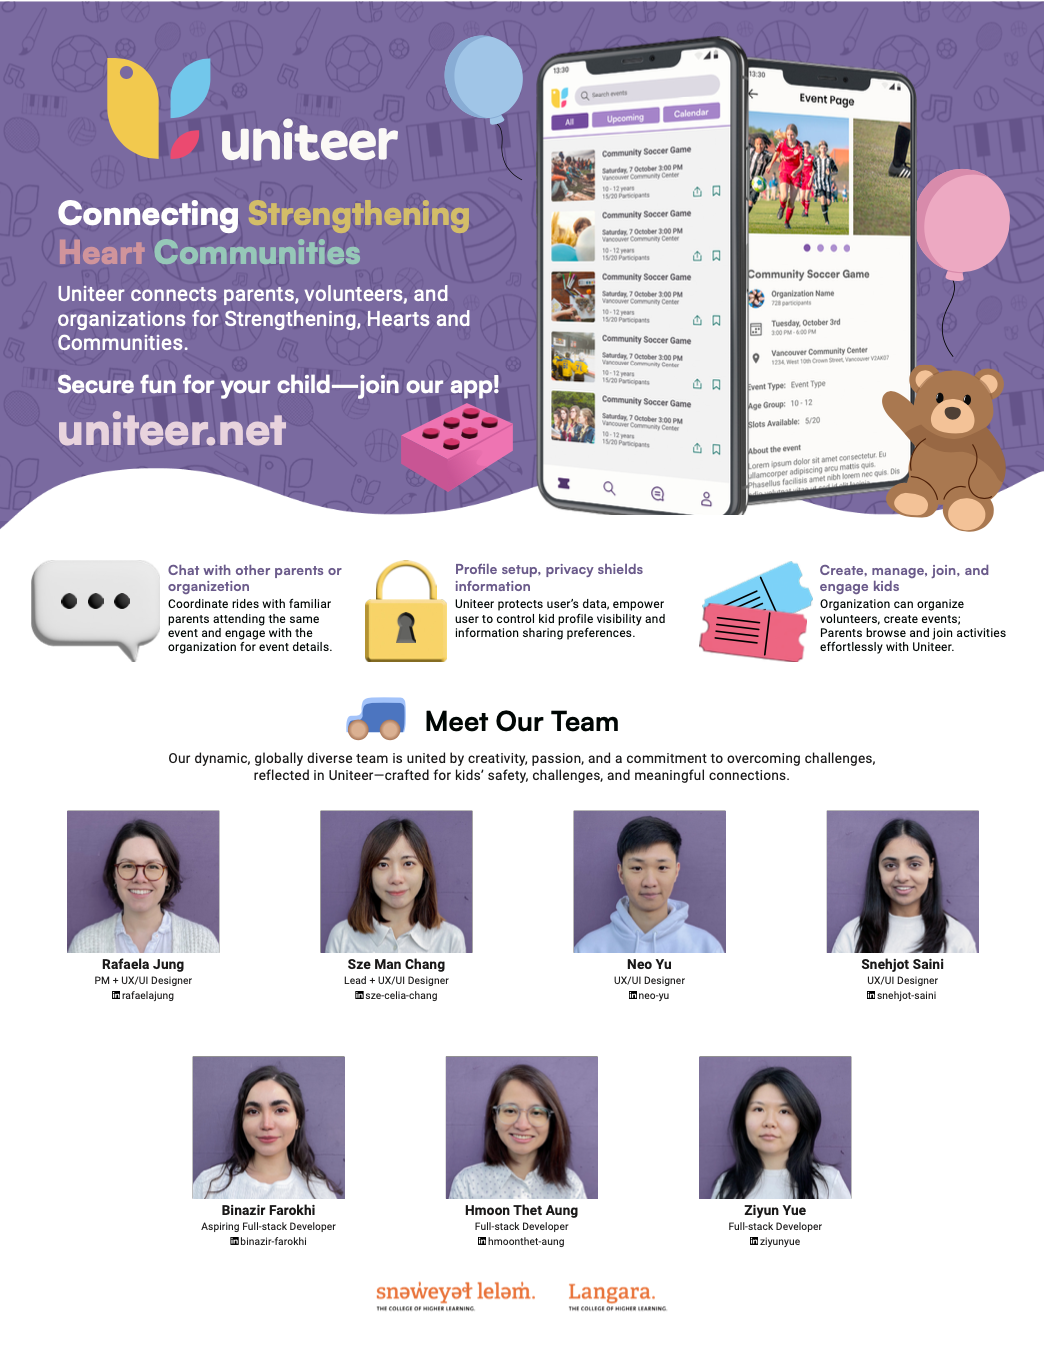 uniteer
Connecting Strengthening
Heart Communities
Uniteer connects parents, volunteers, and
organizations for Strengthening, Hearts and
Communities.
Secure fun for your child—join our app!
uniteer.net
13:30
Search events
All
Upcoming
Calendar
Community Soccer Game
Saturday, 7 October 3:00 PM
Vancouver Community Center
10 - 12 years
15/20 Participants
Community Soccer Game
Saturday, 7 October 3:00 PM
Vancouver Community Center
10 - 12 years
15/20 Participants
Community Soccer Game
Saturday, 7 October 3:00 PM
Vancouver Community Center
10 - 12 years
15/20 Participants
Community Soccer Game
Saturday, 7 October 3:00 PM
Vancouver Community Center
10 - 12 years
15/20 Participants
Community Soccer Game
Saturday, 7 October 3:00 PM
Vancouver Community Center
10 - 12 years
15/20 Participants
13:30
Event Page
Community Soccer Game
Organization Name
728 participants
Tuesday, October 3rd
3:00 PM - 6:00 PM
Vancouver Community Center
1234, West 10th Crown Street, Vancouver V2AK07
Event Type: Event Type
Age Group: 10 - 12
Slots Available: 5/20
About the event
Lorem ipsum dolor sit amet consectetur. Eu
ullamcorper adipiscing arcu mattis quis.
Phasellus facilisis amet nibh lorem nec quis. Dis
Chat with other parents or
organizetion
Coordinate rides with familiar
parents attending the same
event and engage with the
organization for event details.
Profile setup, privacy shields
information
Uniteer protects user's data, empower
user to control kid profile visibility and
information sharing preferences.
Create, manage, join, and
engage kids
Organization can organize
volunteers, create events;
Parents browse and join activities
effortlessly with Uniteer.
Meet Our Team
Our dynamic, globally diverse team is united by creativity, passion, and a commitment to overcoming challenges,
reflected in Uniteer—crafted for kids' safety, challenges, and meaningful connections.
Rafaela Jung
PM + UX/UI Designer
in rafaelajung
Sze Man Chang
Lead + UX/UI Designer
in sze-celia-chang
Neo Yu
UX/UI Designer
in neo-yu
Snehjot Saini
UX/UI Designer
in snehjot-saini
Binazir Farokhi
Aspiring Full-stack Developer
in binazir-farokhi
Hmoon Thet Aung
Full-stack Developer
in hmoonthet-aung
Ziyun Yue
Full-stack Developer
in ziyunyue
snəw̓eyəɬ leləm̓.
THE COLLEGE OF HIGHER LEARNING.
Langara.
THE COLLEGE OF HIGHER LEARNING.